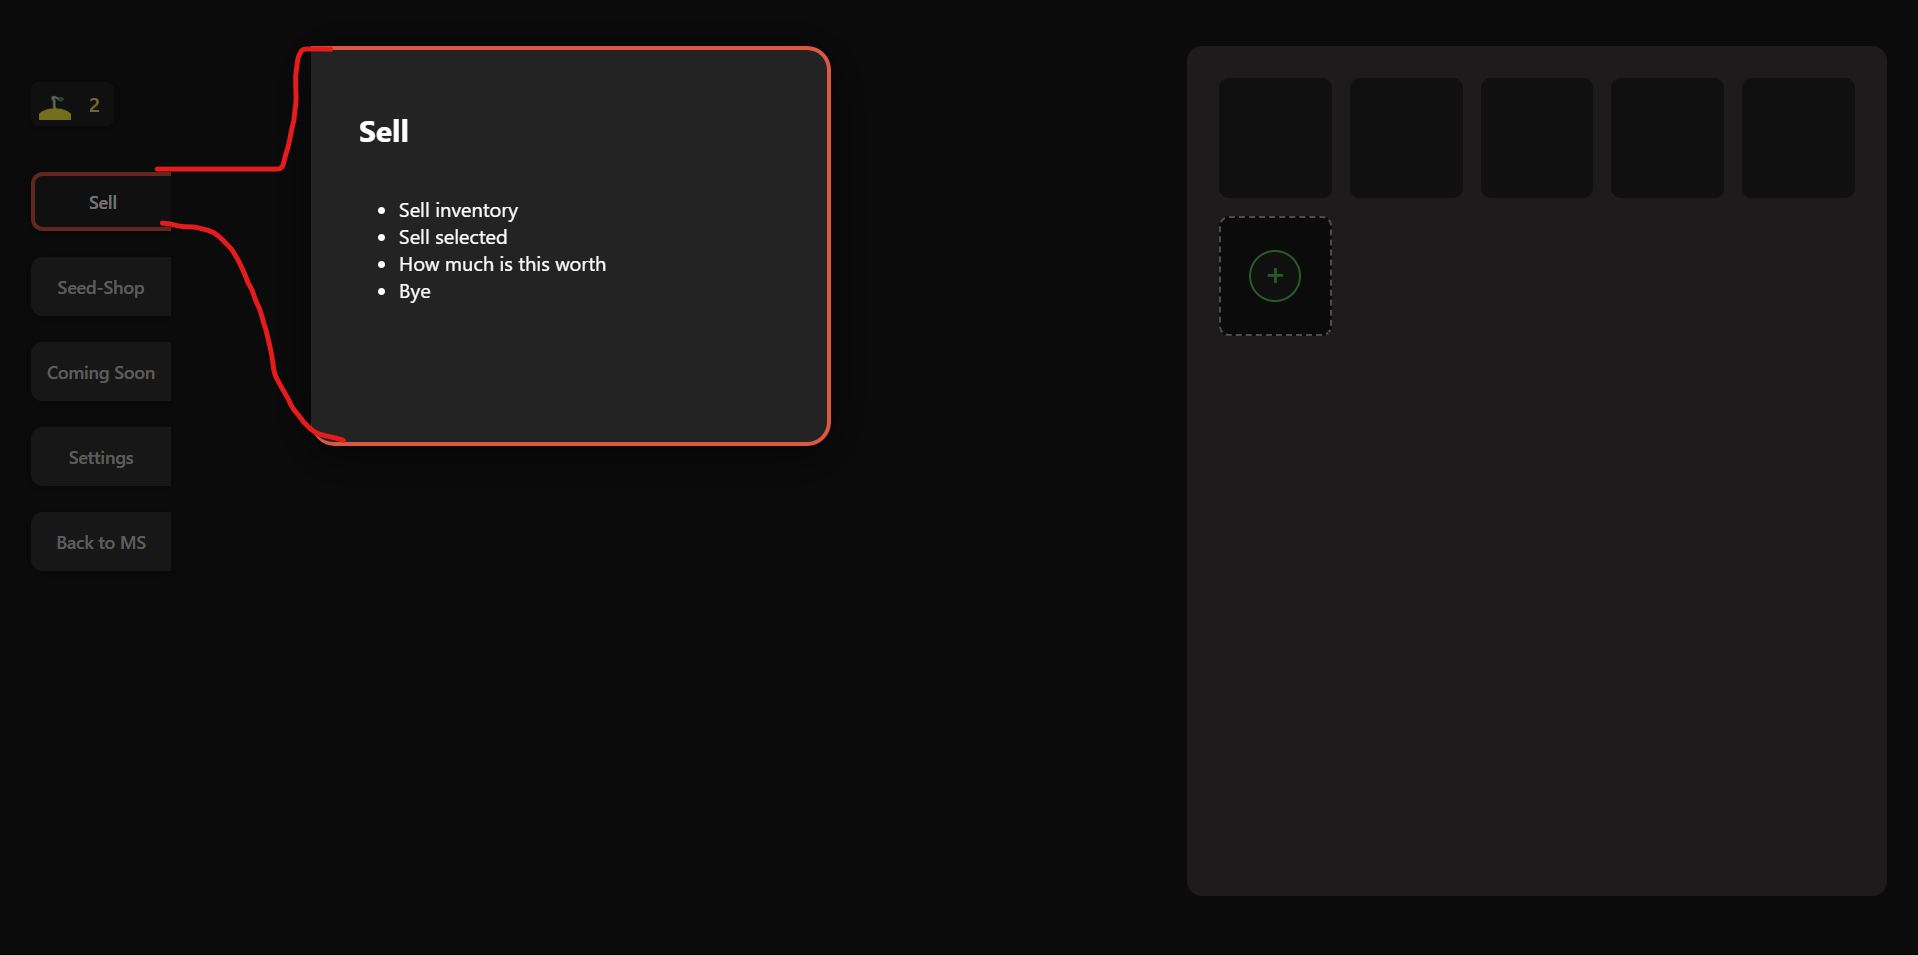 2
Sell
Seed-Shop
Coming Soon
Settings
Back to MS
Sell
• Sell inventory
• Sell selected
• How much is this worth
• Bye
+